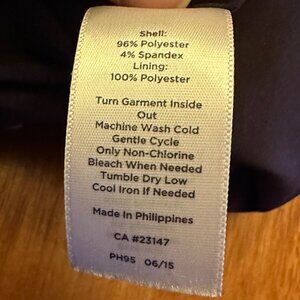 Shell:
96% Polyester
4% Spandex
Lining:
100% Polyester
Turn Garment Inside
Out
Machine Wash Cold
Gentle Cycle
Only Non-Chlorine
Bleach When Needed
Tumble Dry Low
Cool Iron If Needed
Made In Philippines
CA #23147
PH95 06/15